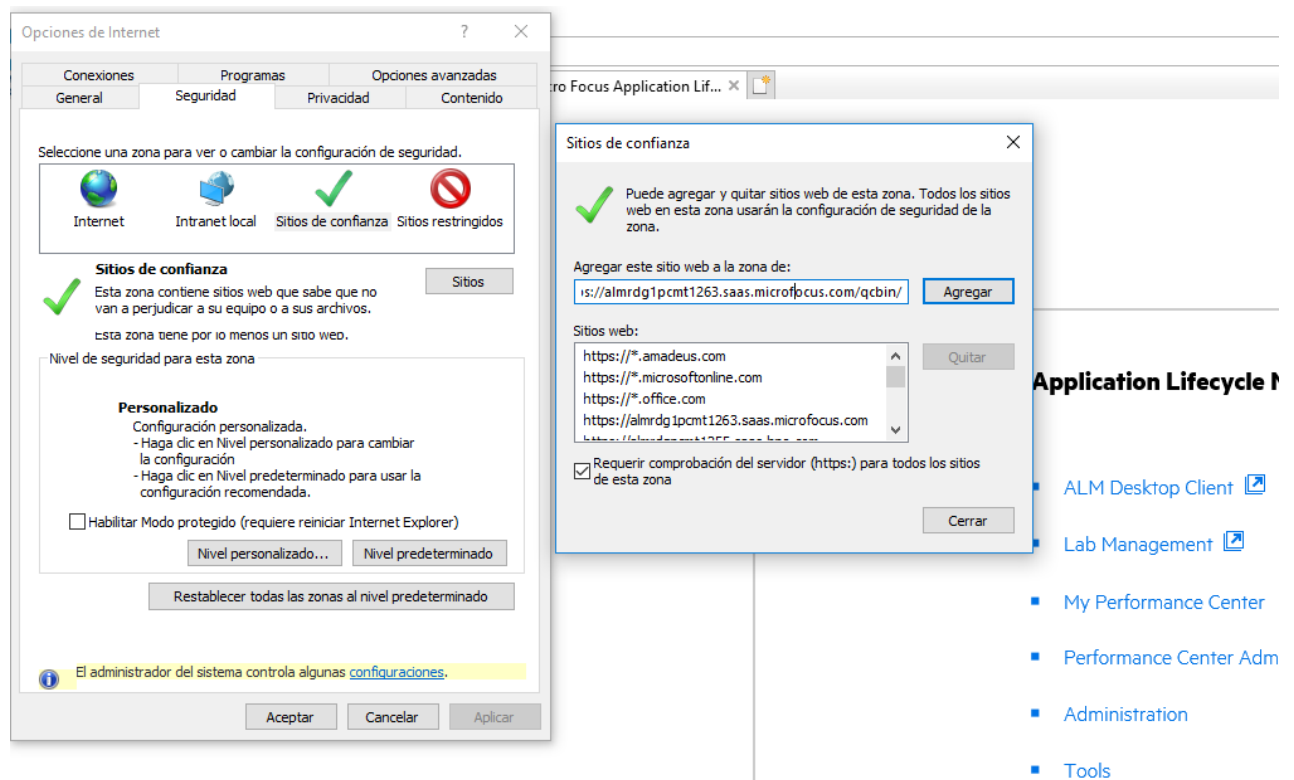 Opciones de Internet
Conexiones Programas Opciones avanzadas
General Seguridad Privacidad Contenido
Seleccione una zona para ver o cambiar la configuración de seguridad.
Internet Intranet local Sitios de confianza Sitios restringidos
Sitios de confianza
Esta zona contiene sitios web que sabe que no
van a perjudicar a su equipo o a sus archivos.
Esta zona tiene por lo menos un sitio web.
Sitios
Nivel de seguridad para esta zona
Personalizado
Configuración personalizada.
- Haga clic en Nivel personalizado para cambiar
la configuración
- Haga clic en Nivel predeterminado para usar la
configuración recomendada.
Habilitar Modo protegido (requiere reiniciar Internet Explorer)
Nivel personalizado... Nivel predeterminado
Restablecer todas las zonas al nivel predeterminado
El administrador del sistema controla algunas configuraciones.
Aceptar Cancelar Aplicar
ro Focus Application Lif...
Sitios de confianza
Puede agregar y quitar sitios web de esta zona. Todos los sitios
web en esta zona usarán la configuración de seguridad de la
zona.
Agregar este sitio web a la zona de:
s://almrdg1pcmt1263.saas.microfocus.com/qcbin/ Agregar
Sitios web:
https://*.amadeus.com
https://*.microsoftonline.com
https://*.office.com
https://almrdg1pcmt1263.saas.microfocus.com
Quitar
Requerir comprobación del servidor (https:) para todos los sitios
de esta zona
Cerrar
Application Lifecycle
ALM Desktop Client
Lab Management
My Performance Center
Performance Center Adm
Administration
Tools